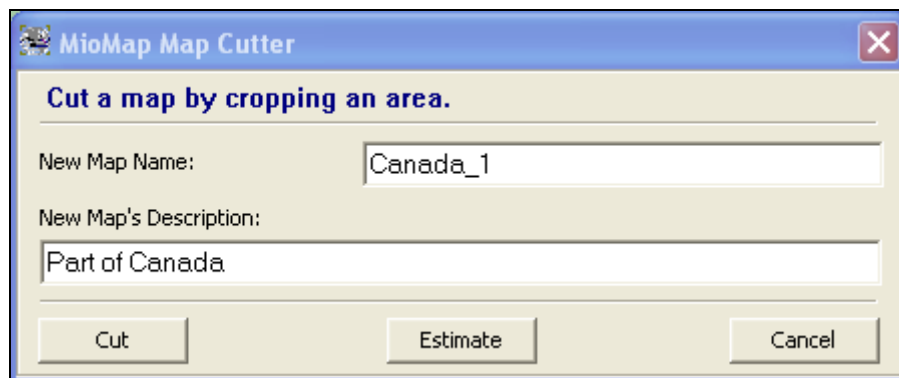 MioMap Map Cutter
Cut a map by cropping an area.
New Map Name: Canada_1
New Map's Description:
Part of Canada
Cut Estimate Cancel